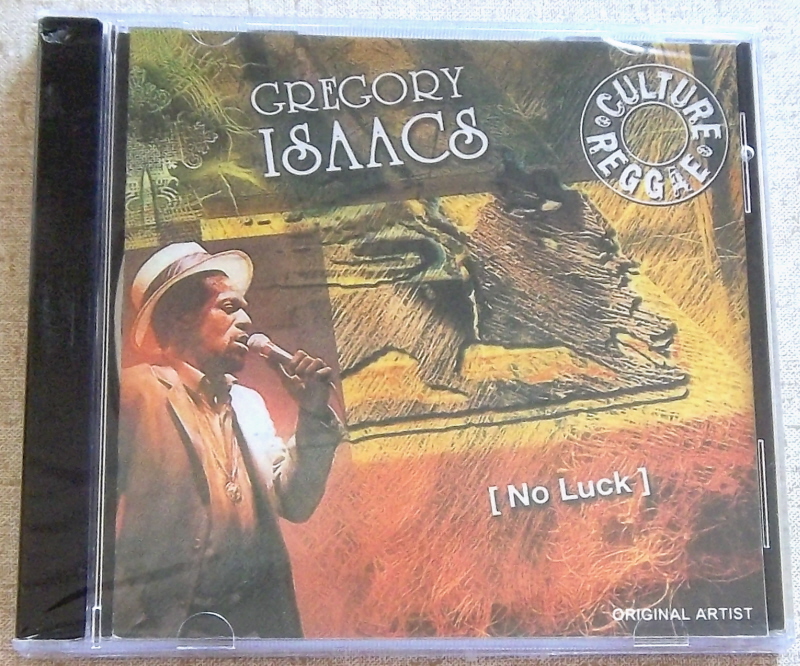 GREGORY
ISAACS
CULTURE
REGGAE
[ No Luck ]
ORIGINAL ARTIST